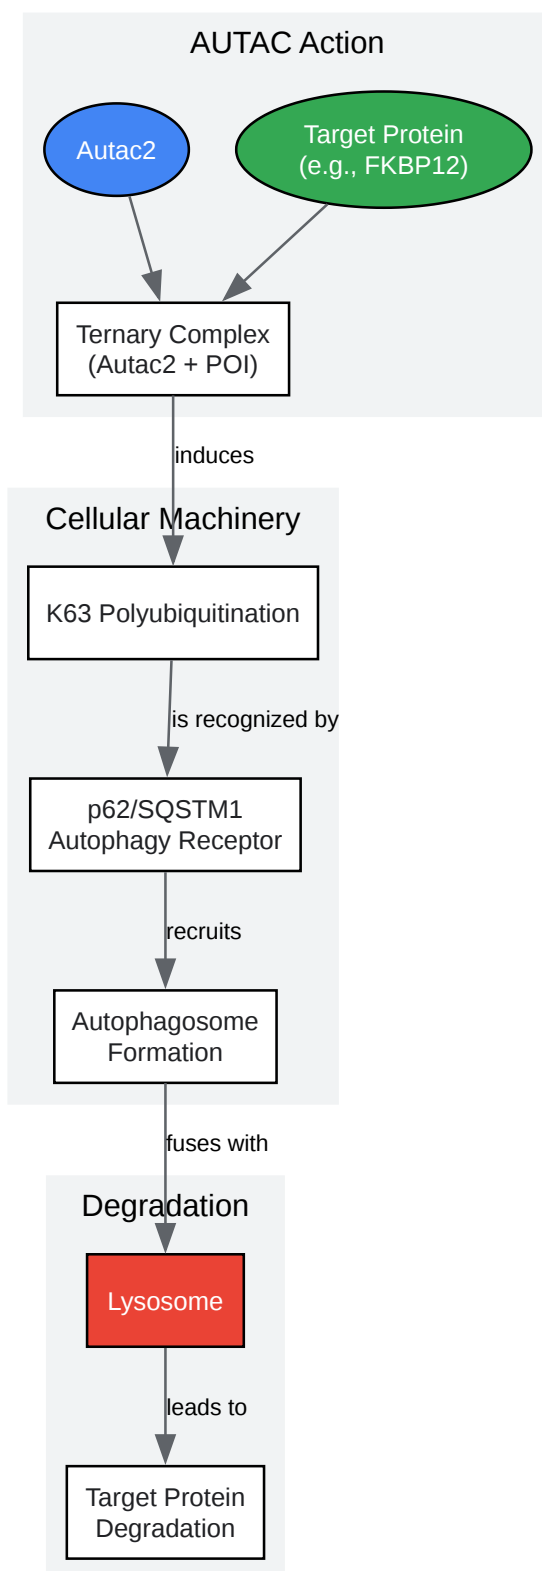 AUTAC Action
Autac2
Target Protein
(e.g., FKBP12)
Ternary Complex
(Autac2 + POI)
induces
Cellular Machinery
K63 Polyubiquitination
is recognized by
p62/SQSTM1
Autophagy Receptor
recruits
Autophagosome
Formation
fuses with
Degradation
Lysosome
leads to
Target Protein
Degradation